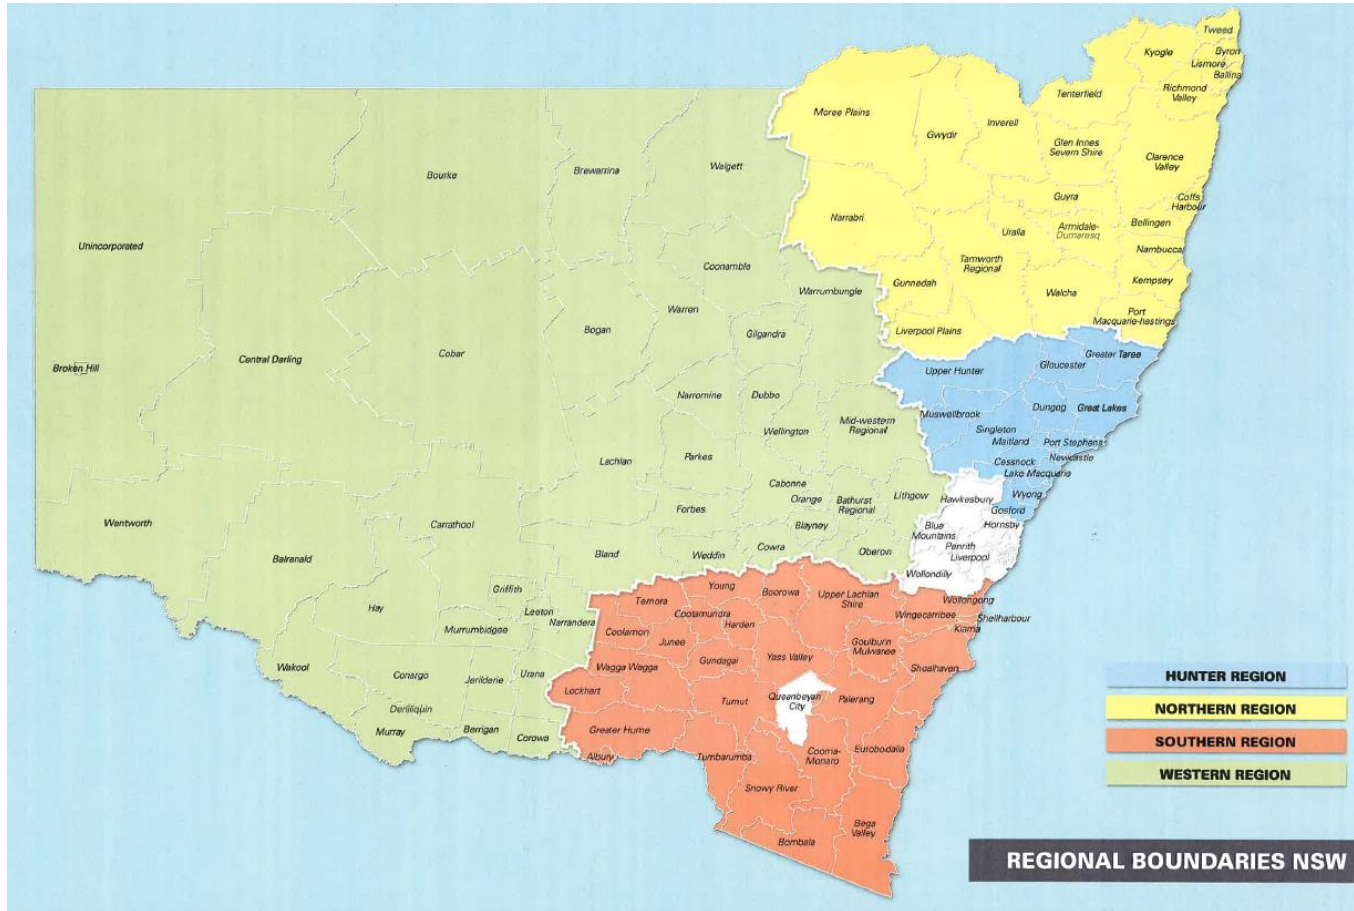 Tweed
Kyogle
Byron
Lismore
Ballina
Tenterfield
Richmond
Valley
Moree Plains
Gwydir
Inverell
Glen Innes
Severn Shire
Clarence
Valley
Bourke
Brewarrina
Walgett
Guyra
Coffs
Harbour
Narrabri
Uralla
Armidale-
Dumaresq
Bellingen
Unincorporated
Nambucca
Coonamble
Tamworth
Regional
Gunnedah
Walcha
Kempsey
Warrumbungle
Warren
Port
Macquarie-hastings
Bogan
Gilgandra
Liverpool Plains
Central Darling
Cobar
Broken Hill
Upper Hunter
Gloucester
Greater Taree
Narromine
Dubbo
Muswellbrook
Dungog
Great Lakes
Mid-western
Regional
Wellington
Singleton
Maitland
Port Stephens
Lachlan
Parkes
Cessnock
Newcastle
Lake Macquarie
Cabonne
Orange
Bathurst
Regional
Lithgow
Hawkesbury
Wyong
Gosford
Forbes
Wentworth
Carrathool
Blayney
Blue
Mountains
Hornsby
Balranald
Bland
Weddin
Cowra
Oberon
Penrith
Liverpool
Wollondilly
Griffith
Hay
Leeton
Narrandera
Murrumbidgee
Temora
Young
Boorowa
Upper Lachlan
Shire
Wollongong
Cootamundra
Harden
Wingecarribee
Shellharbour
Kiama
Coolamon
Junee
Goulburn
Mulwaree
Wakool
Conargo
Jerilderie
Urana
Wagga Wagga
Gundagai
Yass Valley
Shoalhaven
Lockhart
Tumut
Queanbeyan
City
Palerang
Deniliquin
Murray
Berrigan
Corowa
Greater Hume
Albury
Tumbarumba
Cooma-
Monaro
Eurobodalla
Snowy River
Bega
Valley
Bombala
HUNTER REGION
NORTHERN REGION
SOUTHERN REGION
WESTERN REGION
REGIONAL BOUNDARIES NSW